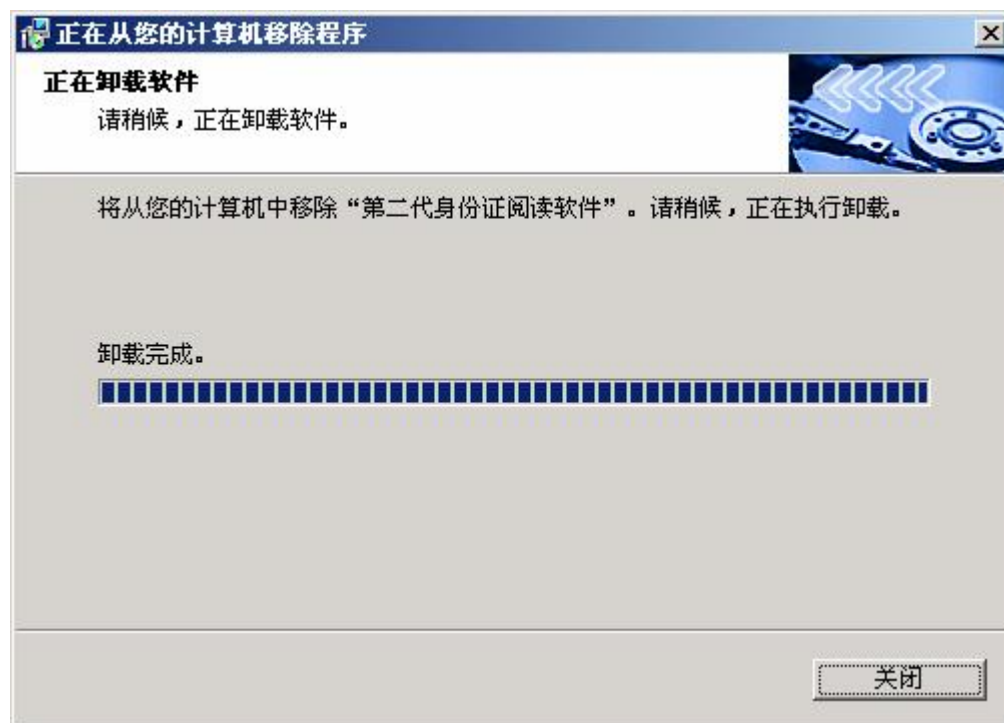 正在从您的计算机移除程序
正在卸载软件
请稍候，正在卸载软件。
将从您的计算机中移除“第二代身份证阅读软件”。请稍候，正在执行卸载。
卸载完成。
关闭